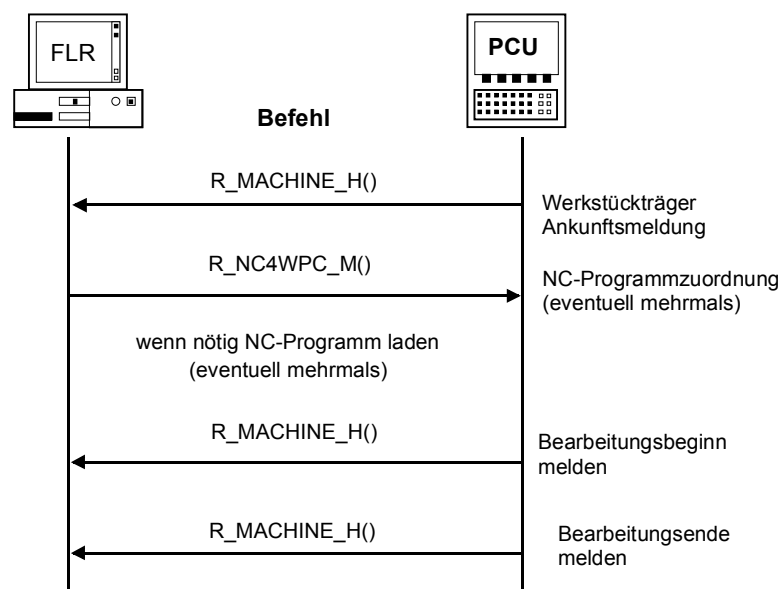 FLR
PCU
Befehl
R_MACHINE_H()
Werkstückträger
Ankunftsmeldung
R_NC4WPC_M()
NC-Programmzuordnung
(eventuell mehrmals)
wenn nötig NC-Programm laden
(eventuell mehrmals)
R_MACHINE_H()
Bearbeitungsbeginn
melden
R_MACHINE_H()
Bearbeitungsende
melden